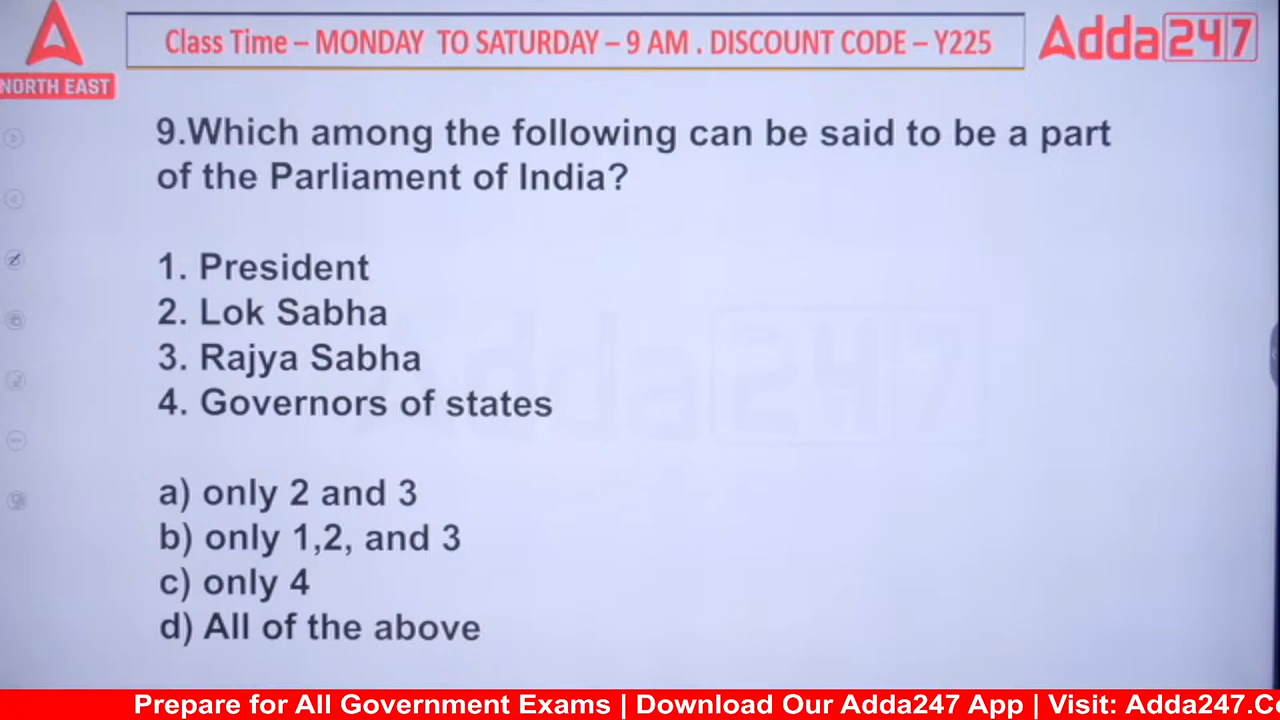 NORTH EAST
Class Time – MONDAY TO SATURDAY – 9 AM . DISCOUNT CODE – Y225
Adda247
9.Which among the following can be said to be a part
of the Parliament of India?
1. President
2. Lok Sabha
3. Rajya Sabha
4. Governors of states
Adda247
a) only 2 and 3
b) only 1,2, and 3
c) only 4
d) All of the above
Prepare for All Government Exams | Download Our Adda247 App | Visit: Adda247.Co